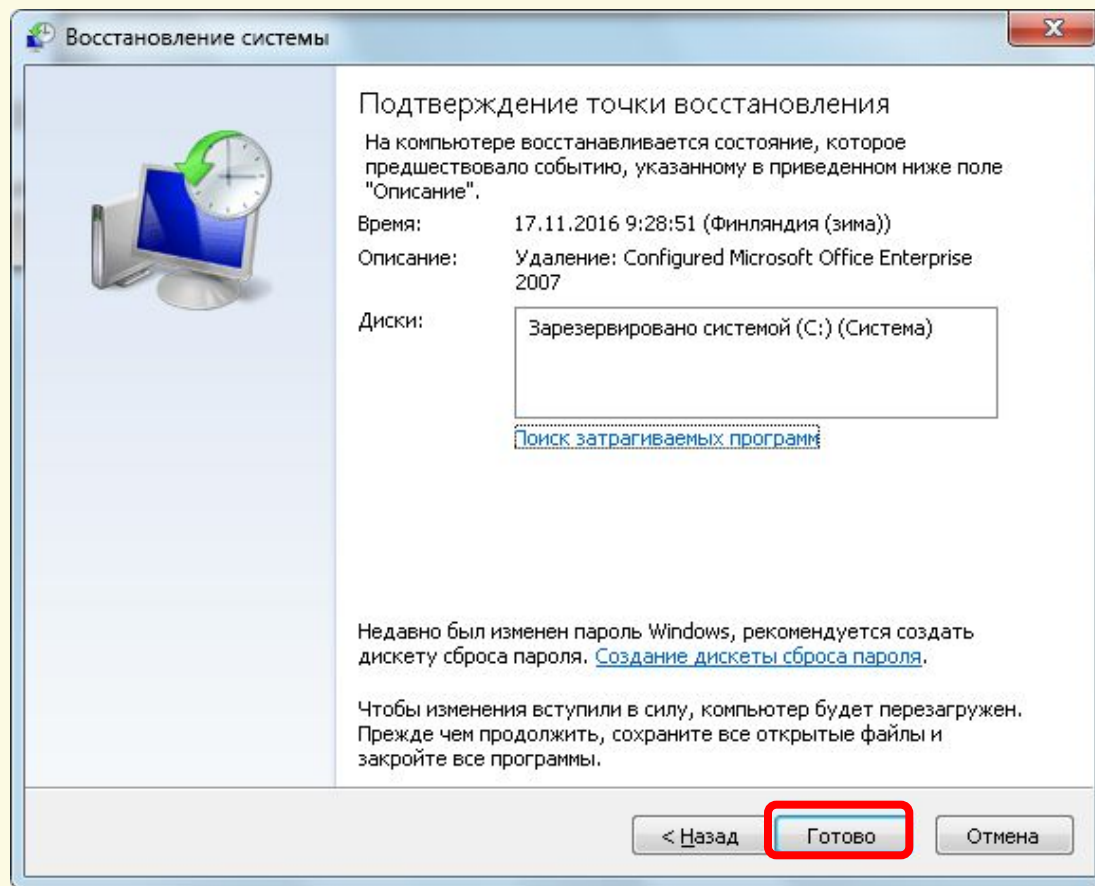 Восстановление системы
Подтверждение точки восстановления
На компьютере восстанавливается состояние, которое
предшествовало событию, указанному в приведенном ниже поле
"Описание".
Время: 17.11.2016 9:28:51 (Финляндия (зима))
Описание: Удаление: Configured Microsoft Office Enterprise
2007
Диски: Зарезервировано системой (C:) (Система)
Поиск затрагиваемых программ
Недавно был изменен пароль Windows, рекомендуется создать
дискету сброса пароля. Создание дискеты сброса пароля.
Чтобы изменения вступили в силу, компьютер будет перезагружен.
Прежде чем продолжить, сохраните все открытые файлы и
закройте все программы.
< Назад Готово Отмена